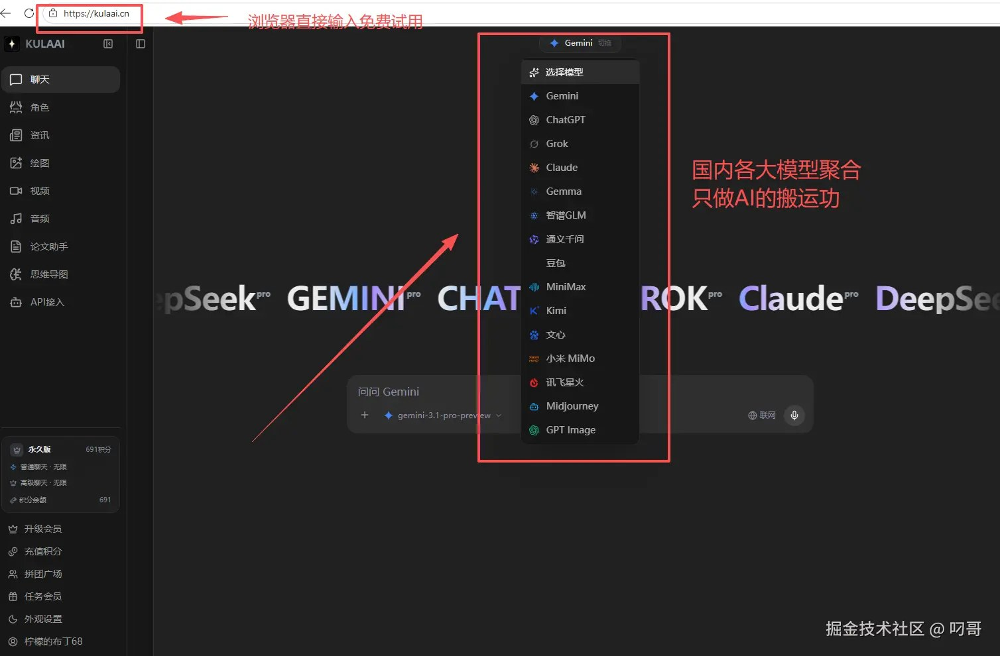 https://kulaai.cn
浏览器直接输入免费试用
KULAAI
Gemini 切换
聊天
角色
资讯
绘图
视频
音频
论文助手
思维导图
API接入
选择模型
Gemini
ChatGPT
Grok
Claude
Gemma
智谱GLM
通义千问
豆包
MiniMax
Kimi
文心
小米 MiMo
讯飞星火
Midjourney
GPT Image
国内各大模型聚合
只做AI的搬运功
epSeek pro GEMINI pro CHAT ROK pro Claude pro DeepSee
问问 Gemini
gemini-3.1-pro-preview
联网
永久版 691积分
普通聊天 · 无限
高级聊天 · 无限
积分余额 691
升级会员
充值积分
拼团广场
任务会员
外观设置
柠檬的布丁68
掘金技术社区 @ 叼哥